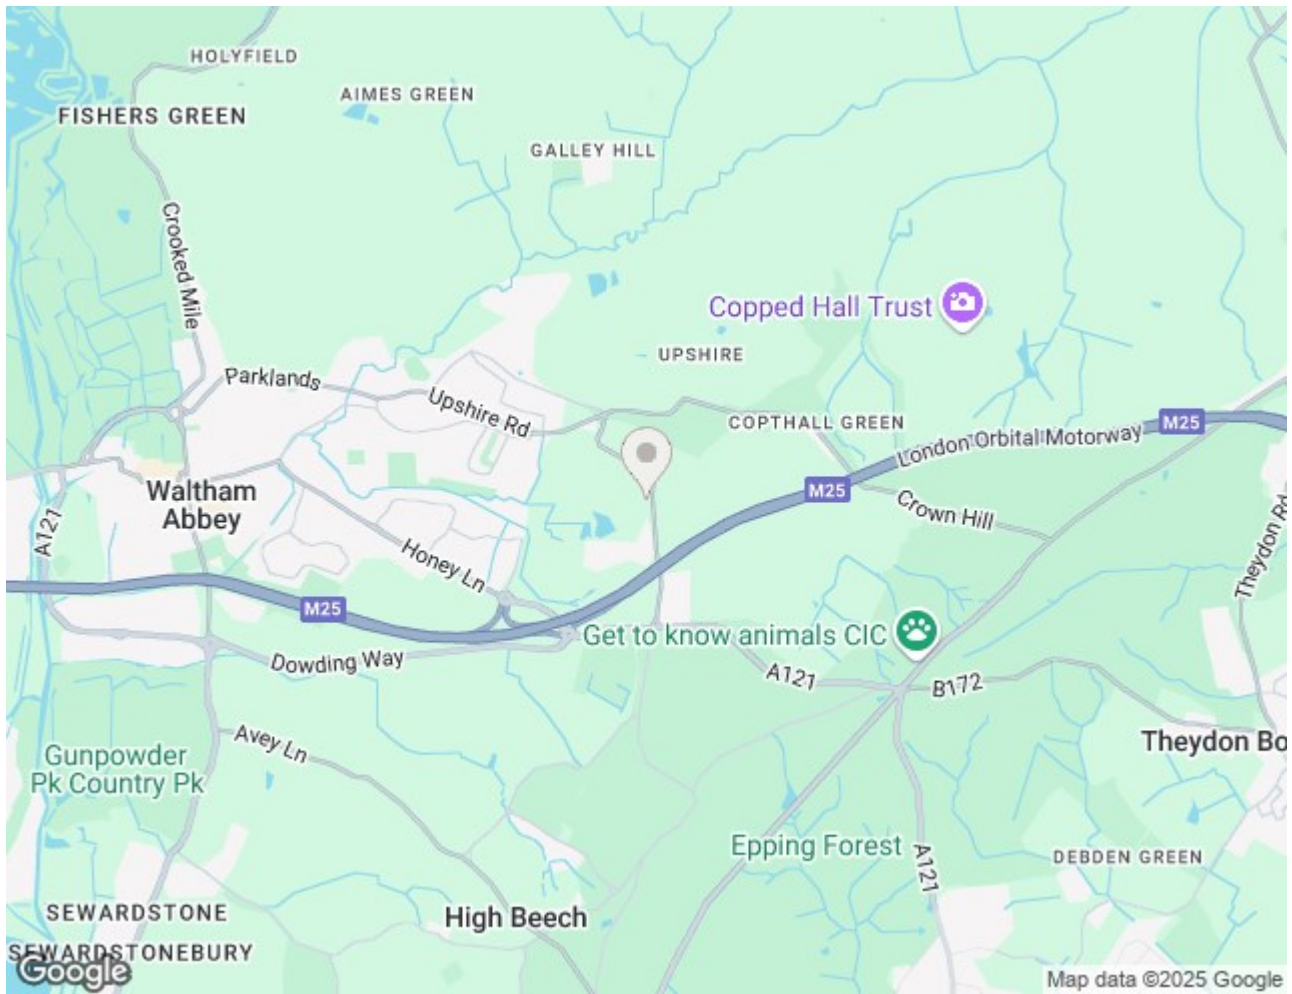 HOLYFIELD
AIMES GREEN
FISHERS GREEN
GALLEY HILL
Crooked Mile
Copped Hall Trust
UPSHIRE
Parklands
Upshire Rd
COPTHALL GREEN
M25
London Orbital Motorway
M25
Waltham
Abbey
Crown Hill
A121
Honey Ln
Theydon Rd
M25
Get to know animals CIC
Dowding Way
A121
B172
Avey Ln
Gunpowder
Pk Country Pk
Theydon Bo
Epping Forest
A121
DEBDEN GREEN
SEWARDSTONE
High Beech
SEWARDSTONEBURY
Google
Map data ©2025 Google